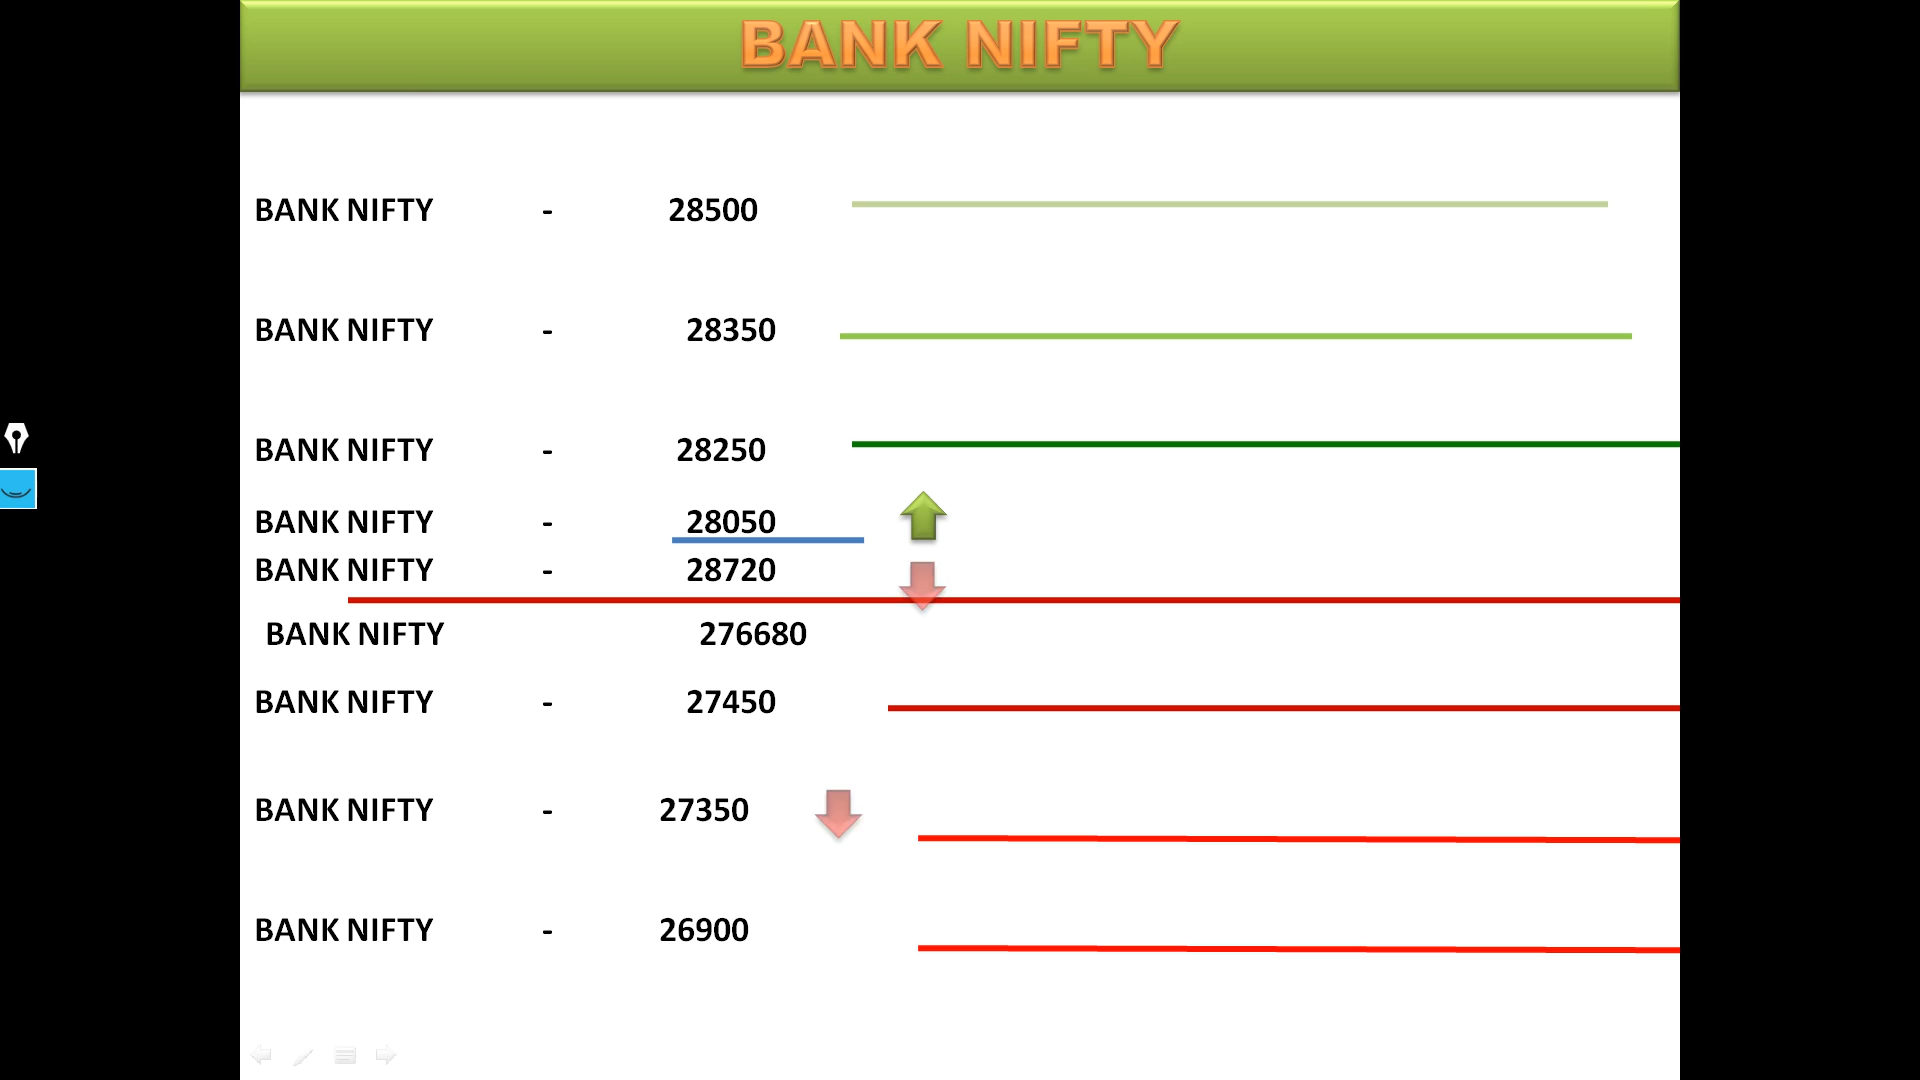 BANK NIFTY
BANK NIFTY - 28500
BANK NIFTY - 28350
BANK NIFTY - 28250
BANK NIFTY - 28050
BANK NIFTY - 28720
BANK NIFTY 276680
BANK NIFTY - 27450
BANK NIFTY - 27350
BANK NIFTY - 26900